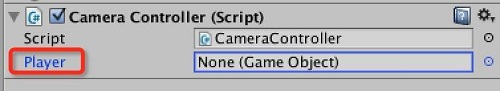 Camera Controller (Script)
Script CameraController
Player None (Game Object)